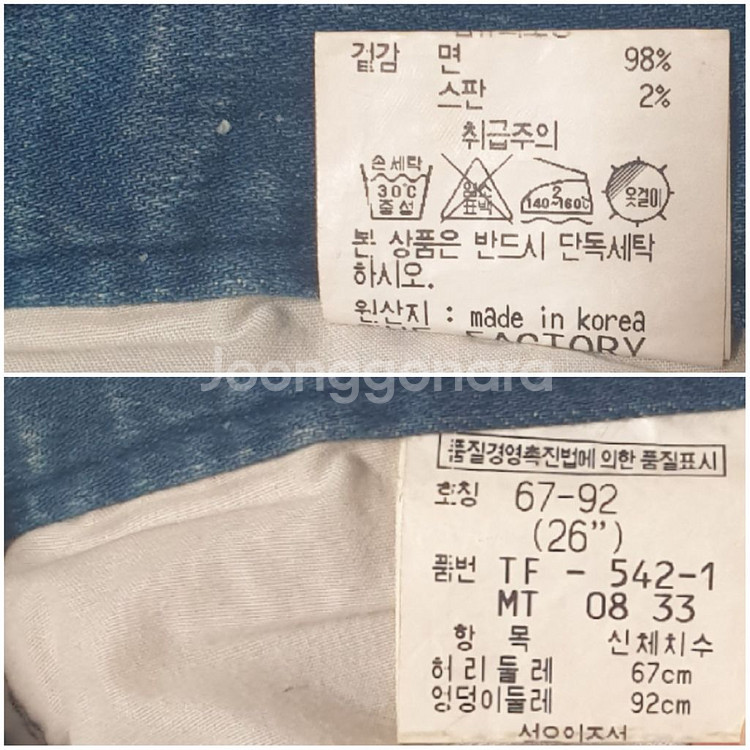 겉감 면 98%
스판 2%
취급주의
손세탁
30℃
중성
염소
표백
2
140~160℃
옷걸이
본 상품은 반드시 단독세탁
하시오.
원산지 : made in korea
FACTORY
Joonggonara
품질경영촉진법에 의한 품질표시
호칭 67-92
(26")
품번 TF - 542-1
MT 08 33
항 목 신체치수
허리둘레 67cm
엉덩이둘레 92cm